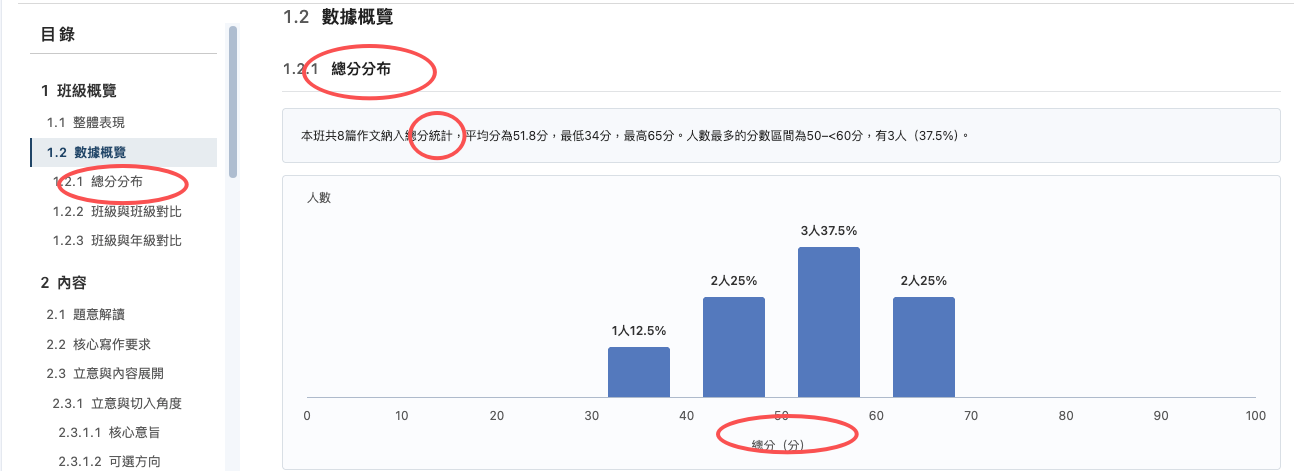 目錄
1 班級概覽
1.1 整體表現
1.2 數據概覽
1.2.1 總分分布
1.2.2 班級與班級對比
1.2.3 班級與年級對比
2 內容
2.1 題意解讀
2.2 核心寫作要求
2.3 立意與內容展開
2.3.1 立意與切入角度
2.3.1.1 核心意旨
2.3.1.2 可選方向
1.2 數據概覽
1.2.1 總分分布
本班共8篇作文納入總分統計，平均分為51.8分，最低34分，最高65分。人數最多的分數區間為50–<60分，有3人（37.5%）。
人數
1人12.5%
2人25%
3人37.5%
2人25%
0 10 20 30 40 50 60 70 80 90 100
總分（分）